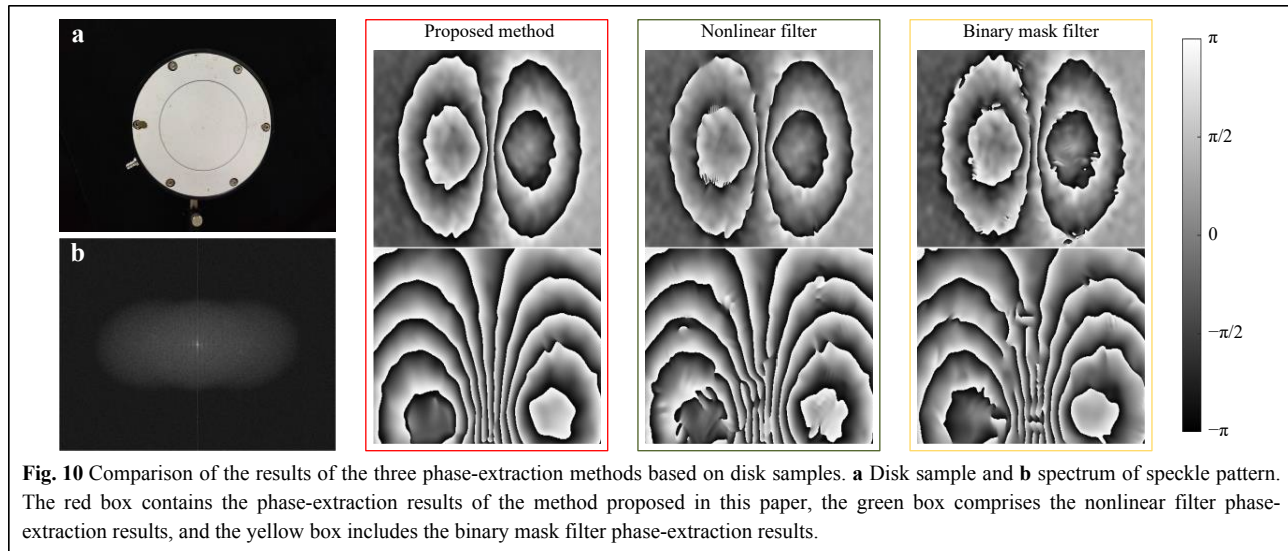 a
Proposed method
Nonlinear filter
Binary mask filter
π
π/2
0
−π/2
−π
b
Fig. 10 Comparison of the results of the three phase-extraction methods based on disk samples. a Disk sample and b spectrum of speckle pattern.
The red box contains the phase-extraction results of the method proposed in this paper, the green box comprises the nonlinear filter phase-
extraction results, and the yellow box includes the binary mask filter phase-extraction results.